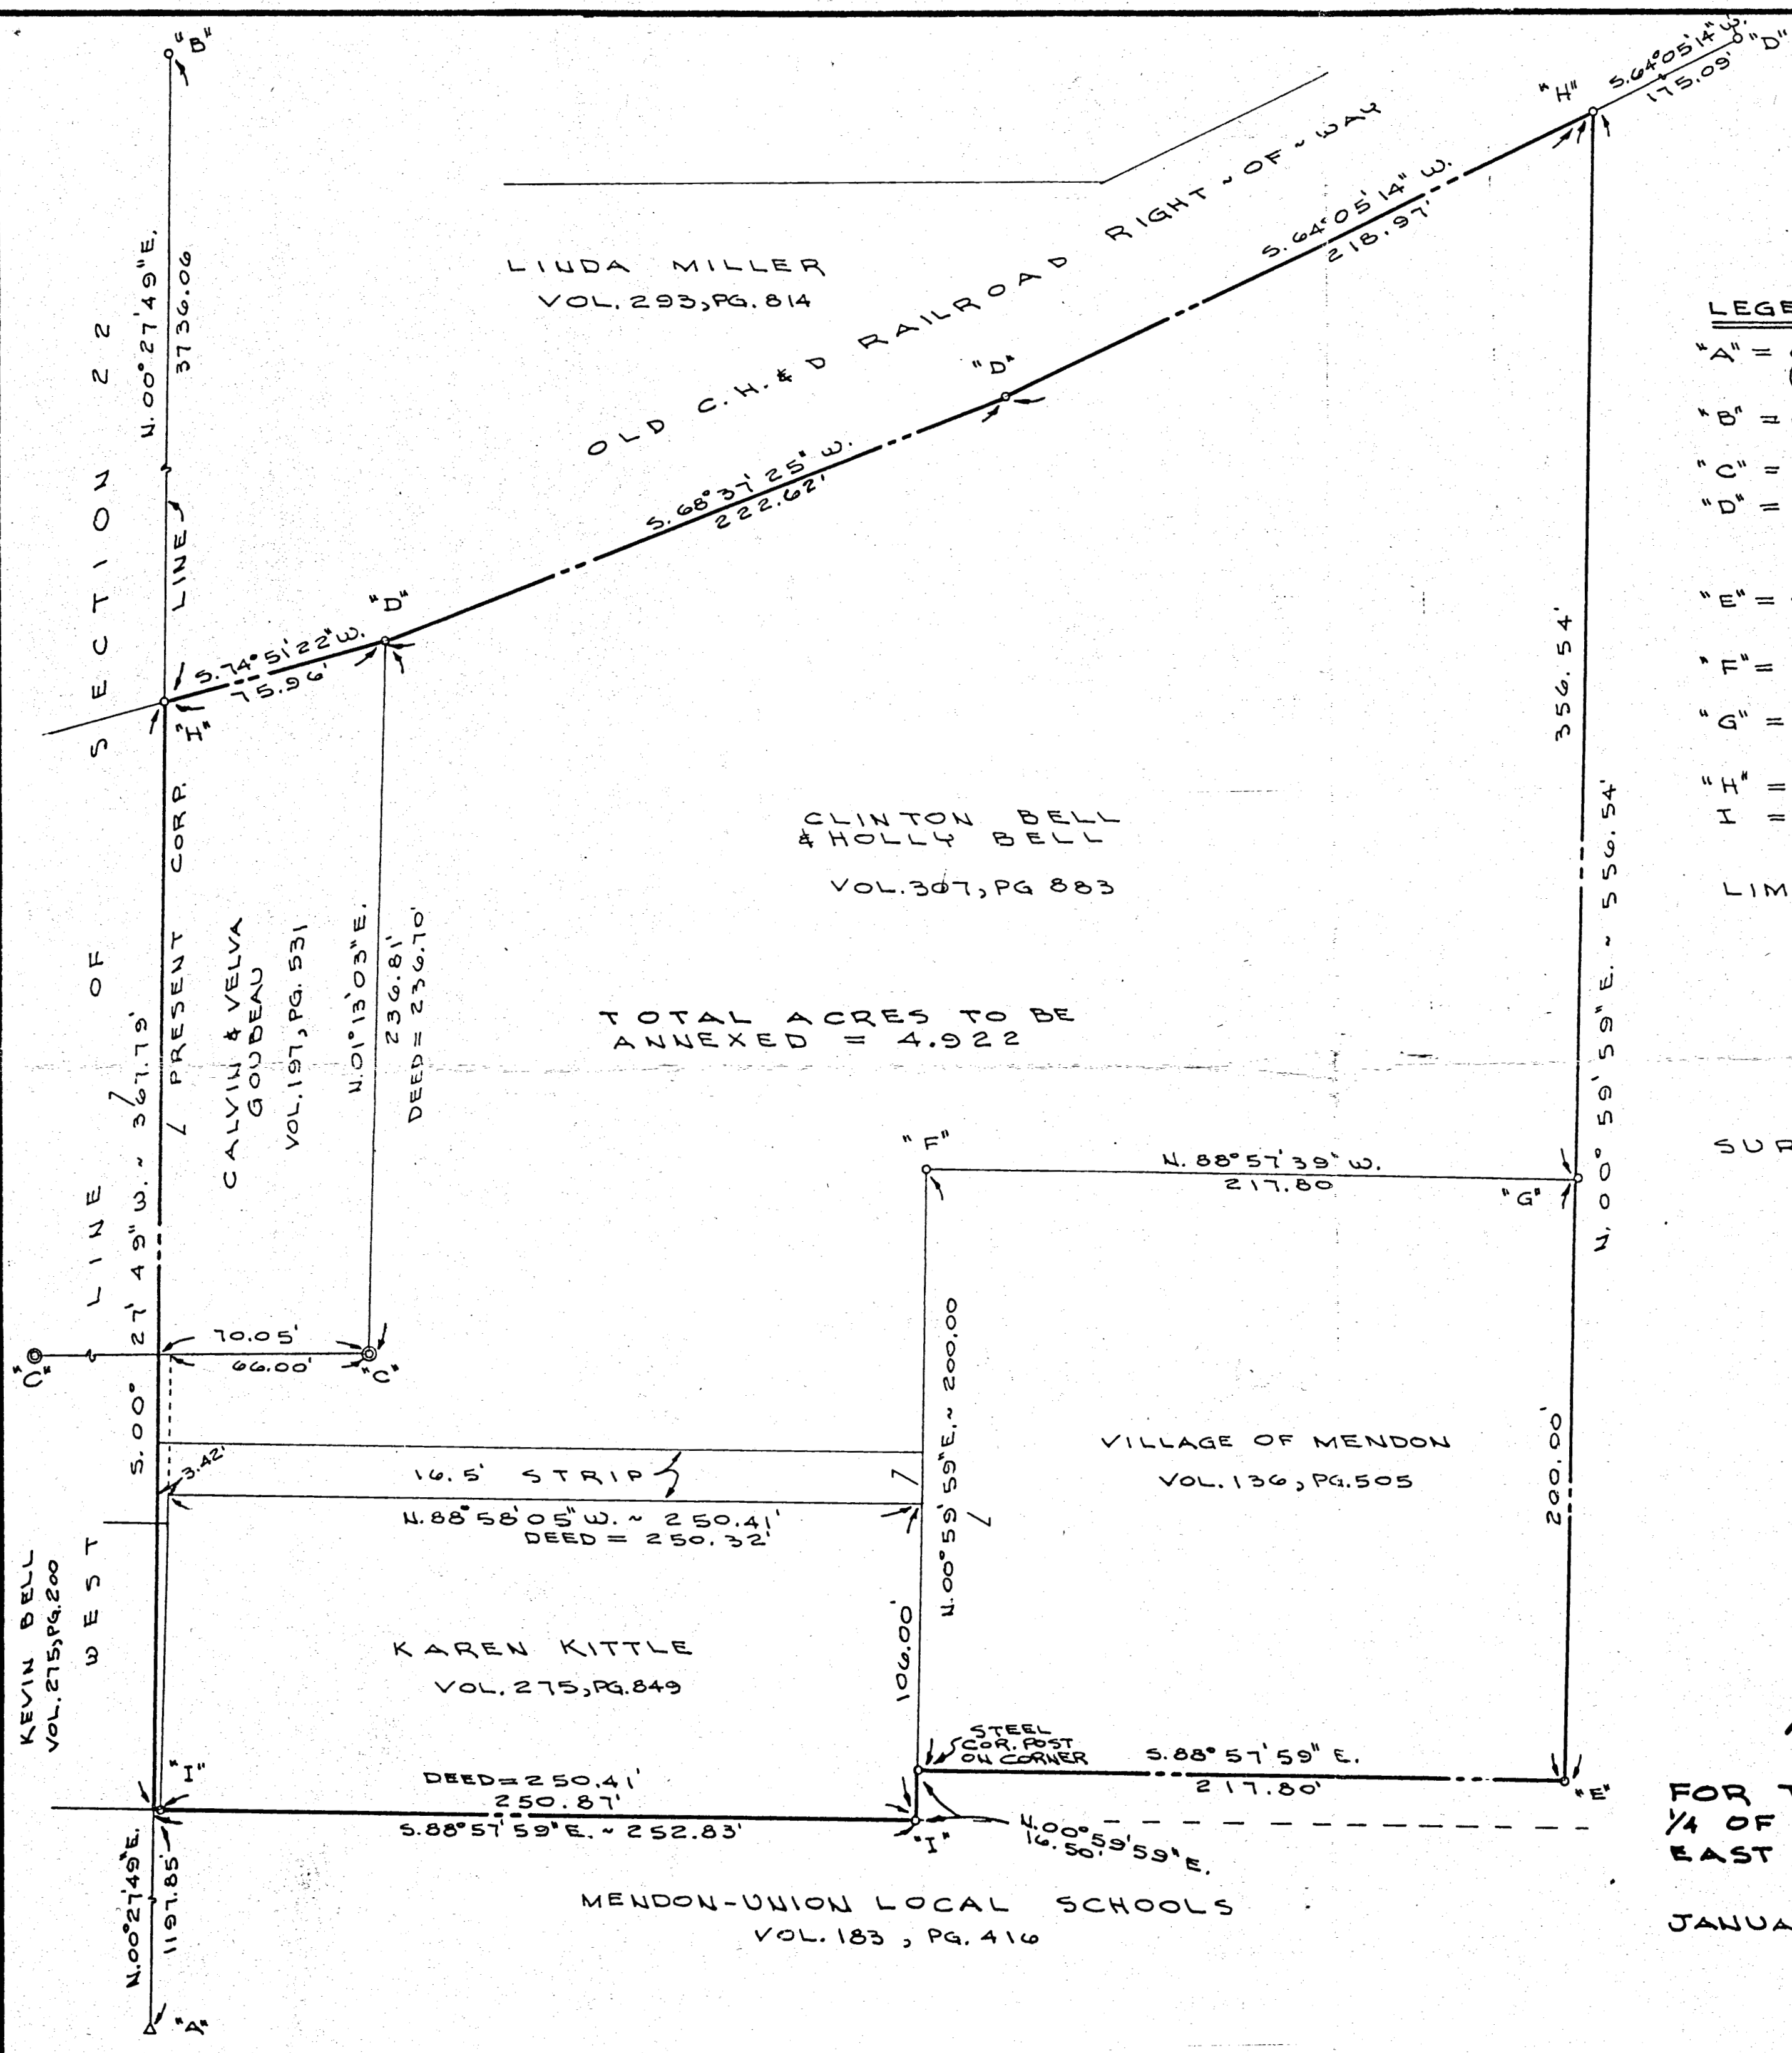 "B"
N. 00° 27' 49" E.
3736.06
LINE
WEST LINE OF SECTION 22
S. 64° 05' 14" W.
175.09'
"D"
"H"
LINDA MILLER
VOL. 293, PG. 814
OLD C. H. & D RAILROAD RIGHT ~ OF ~ WAY
S. 64° 05' 14" W.
218.97'
"D"
S. 68° 37' 25" W.
222.62'
"D"
S. 74° 51' 22" W.
75.96'
"H"
LEGE
"A" =
"B" =
"C" =
"D" =
"E" =
"F" =
"G" =
"H" =
I =
LIM
SUR
356.54'
N. 00° 59' 59" E. ~ 556.54'
CLINTON BELL
& HOLLY BELL
VOL. 307, PG 883
TOTAL ACRES TO BE
ANNEXED = 4.922
PRESENT CORP.
S. 00° 27' 49" W. ~ 367.79'
CALVIN & VELVA
GOUDEAU
VOL. 197, PG. 531
N. 01° 13' 03" E.
236.81'
DEED = 236.70'
"F"
N. 88° 57' 39" W.
217.80
"G"
"C"
70.05'
66.00'
"C"
N. 00° 59' 59" E. ~ 200.00
VILLAGE OF MENDON
VOL. 136, PG. 505
200.00'
3.42'
16.5' STRIP
N. 88° 58' 05" W. ~ 250.41'
DEED = 250.32'
KEVIN BELL
VOL. 275, PG. 200
KAREN KITTLE
VOL. 275, PG. 849
106.00'
STEEL
COR. POST
ON CORNER
S. 88° 57' 59" E.
217.80'
"E"
"I"
DEED = 250.41'
250.87'
S. 88° 57' 59" E. ~ 252.83'
"I"
N. 00° 59' 59" E.
16.50'
N. 00° 27' 49" E.
1197.85'
"A"
MENDON-UNION LOCAL SCHOOLS
VOL. 183, PG. 416
FOR T
1/4 OF
EAST
JANUA